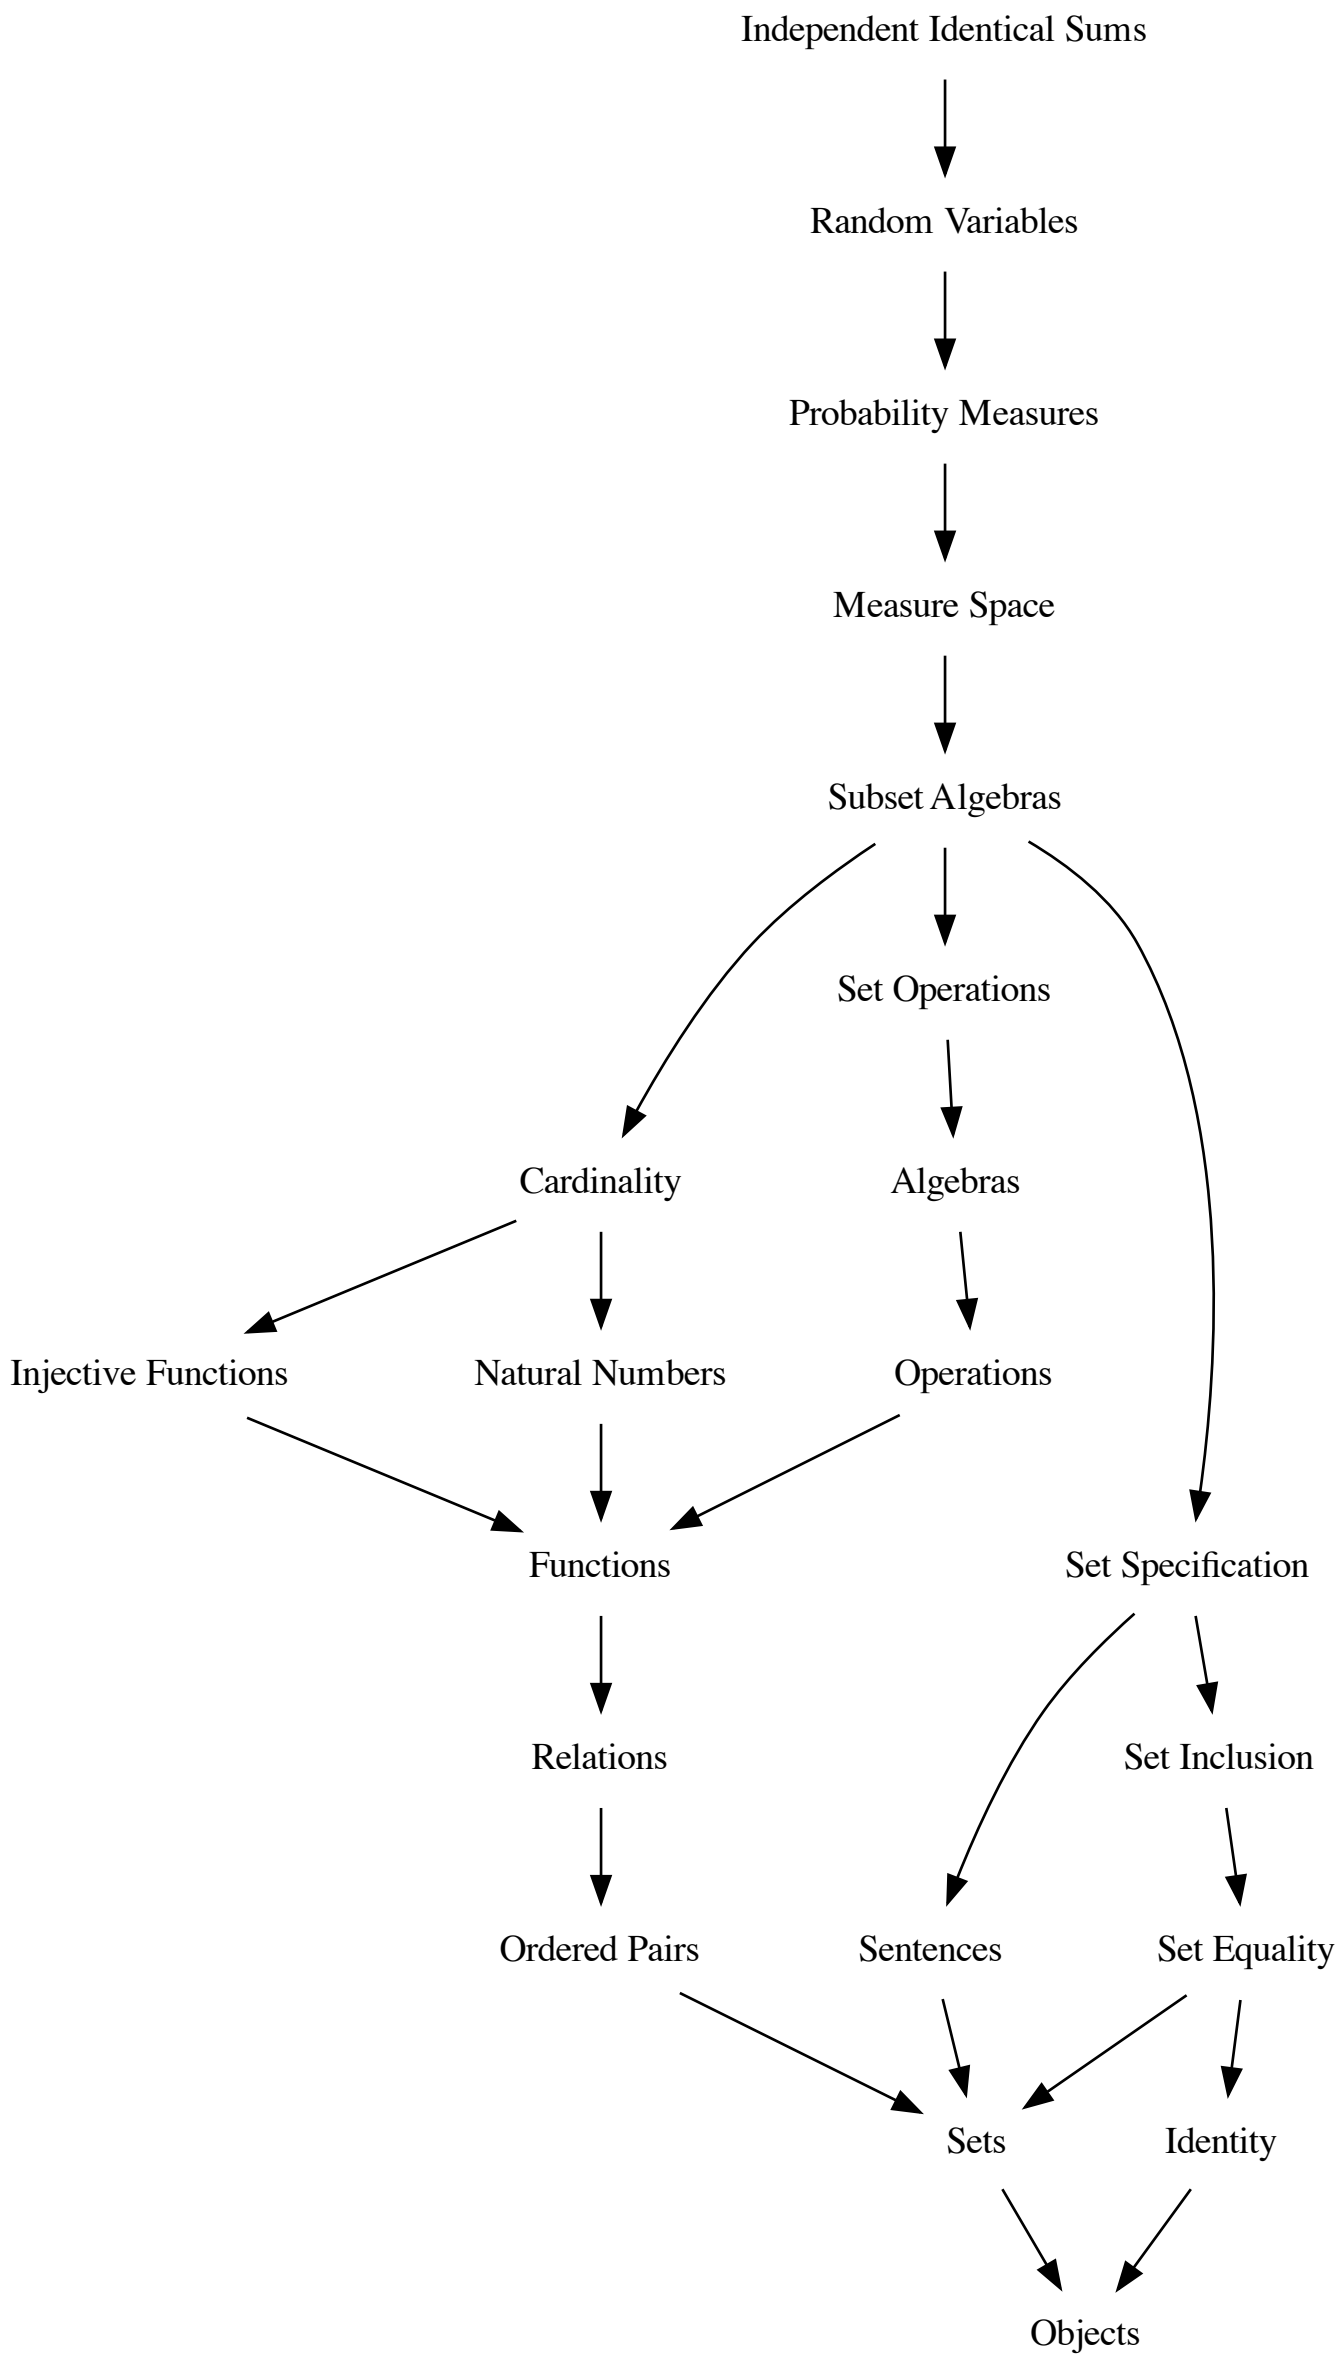 Independent Identical Sums
Random Variables
Probability Measures
Measure Space
Subset Algebras
Set Operations
Cardinality
Algebras
Injective Functions
Natural Numbers
Operations
Functions
Set Specification
Relations
Set Inclusion
Ordered Pairs
Sentences
Set Equality
Sets
Identity
Objects